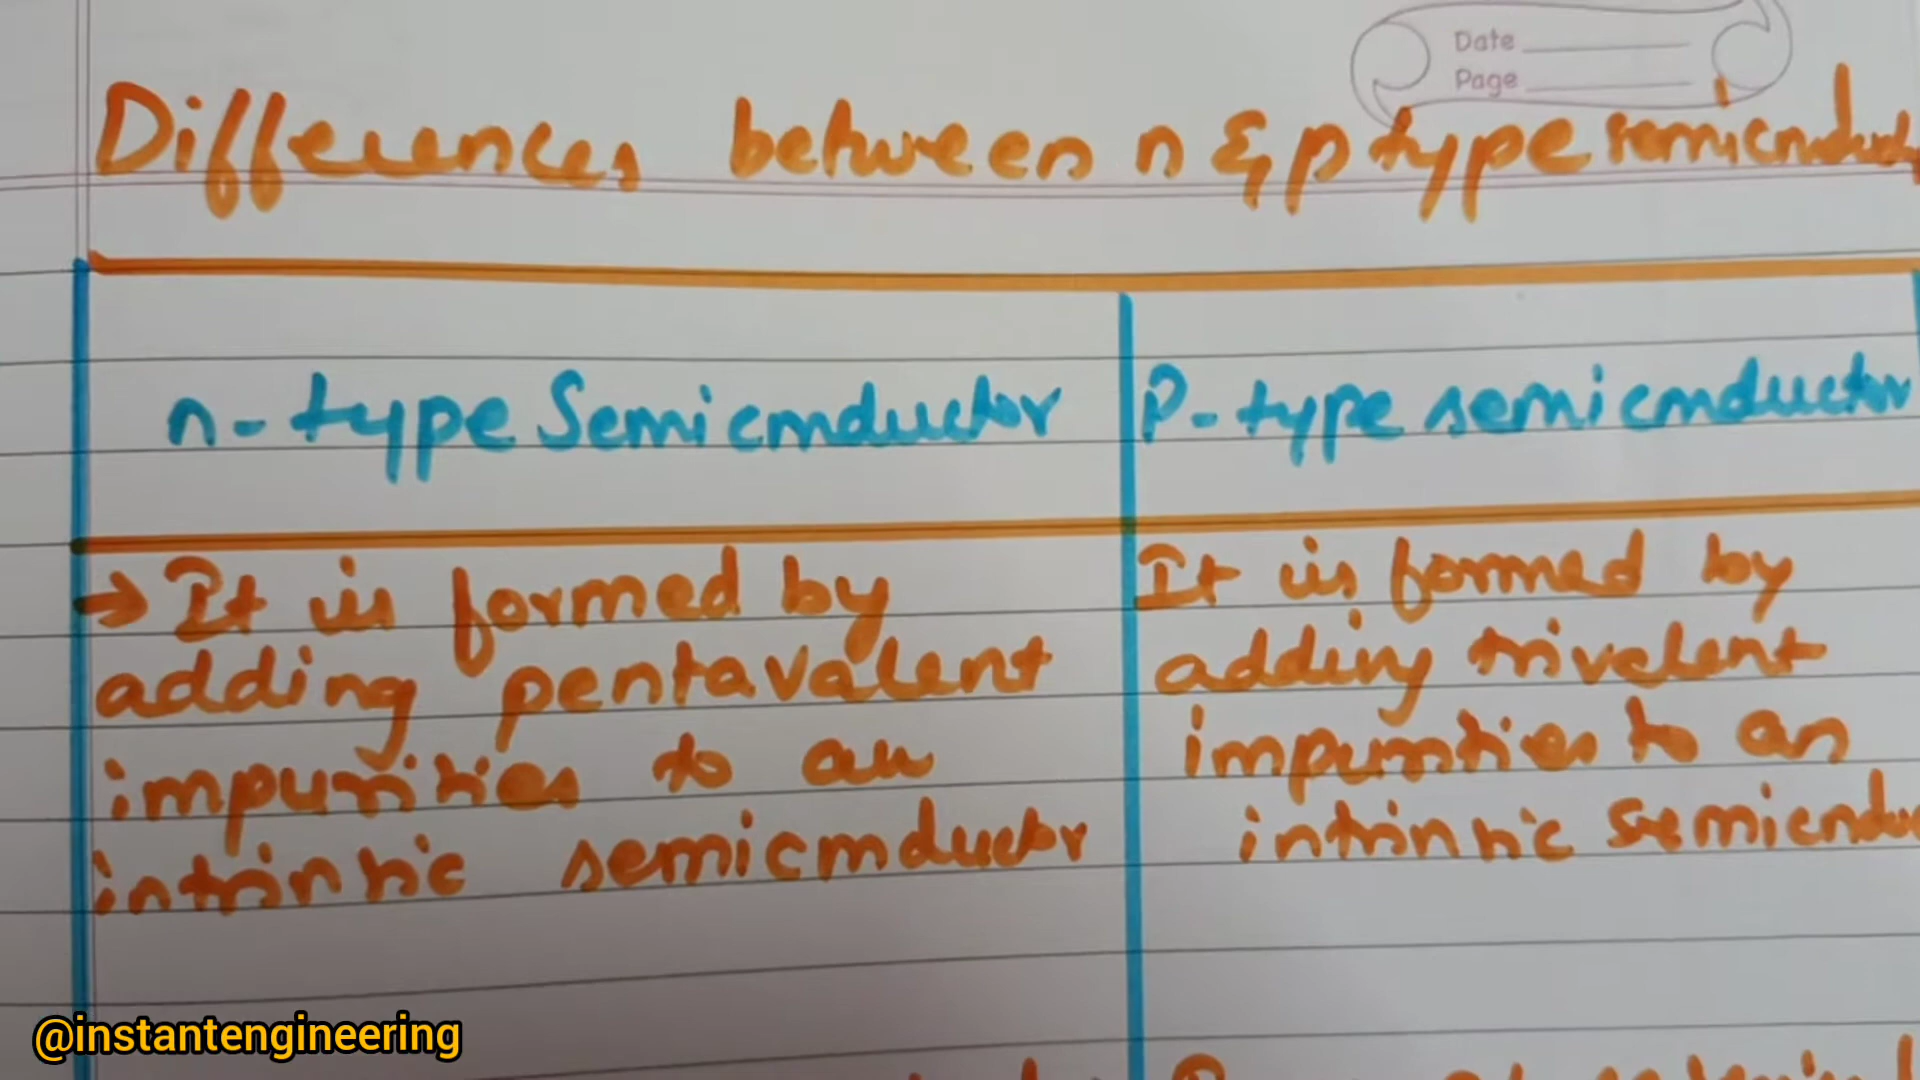 Date
Page
Differences between n & p type semiconduct
n-type Semiconductor
P-type semiconductor
→ It is formed by
adding pentavalent
impurities to an
intrinsic semiconductor
It is formed by
adding trivalent
impurities to an
intrinsic semicondu
@instantengineering